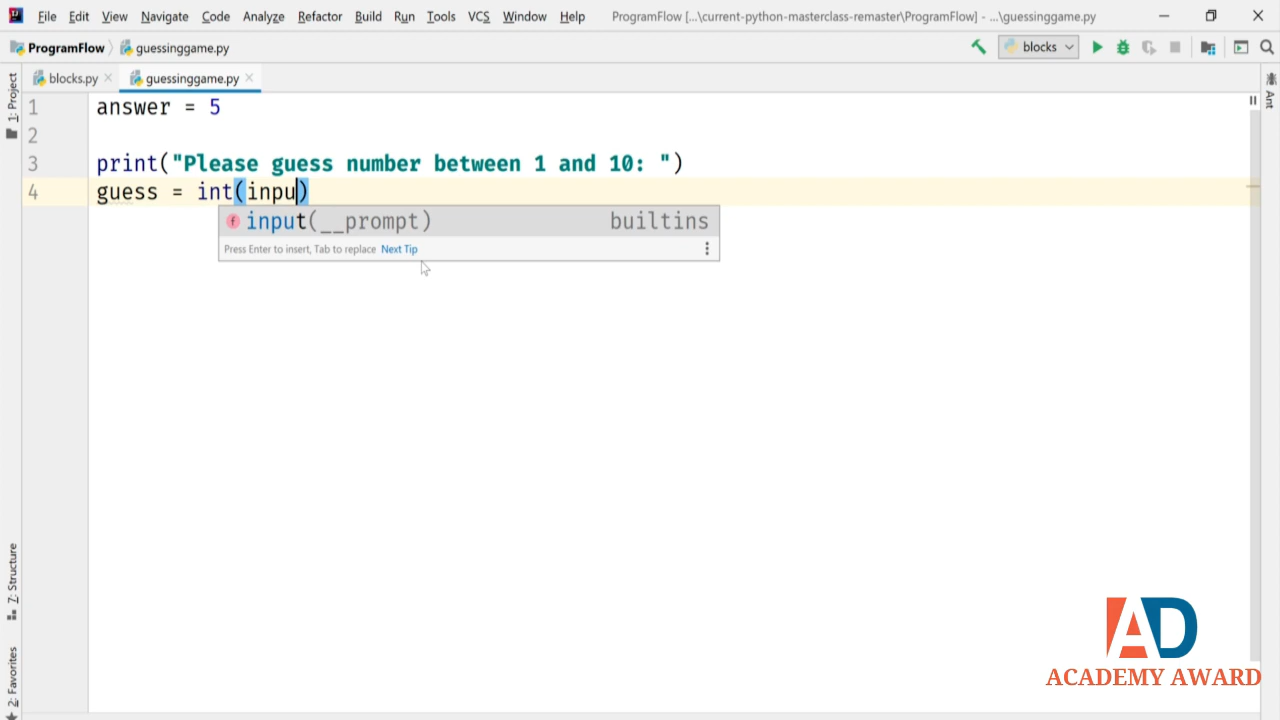 File Edit View Navigate Code Analyze Refactor Build Run Tools VCS Window Help ProgramFlow [...\ument-python-masterclass-remaster\ProgramFlow] - ...\guessinggame.py
ProgramFlow guessinggame.py blocks
1: Project
blocks.py guessinggame.py
Ant
1 answer = 5
2
3 print("Please guess number between 1 and 10: ")
4 guess = int(inpu)
f input(__prompt) builtins
Press Enter to insert, Tab to replace Next Tip
Z: Structure
2: Favorites
AD
ACADEMY AWARD